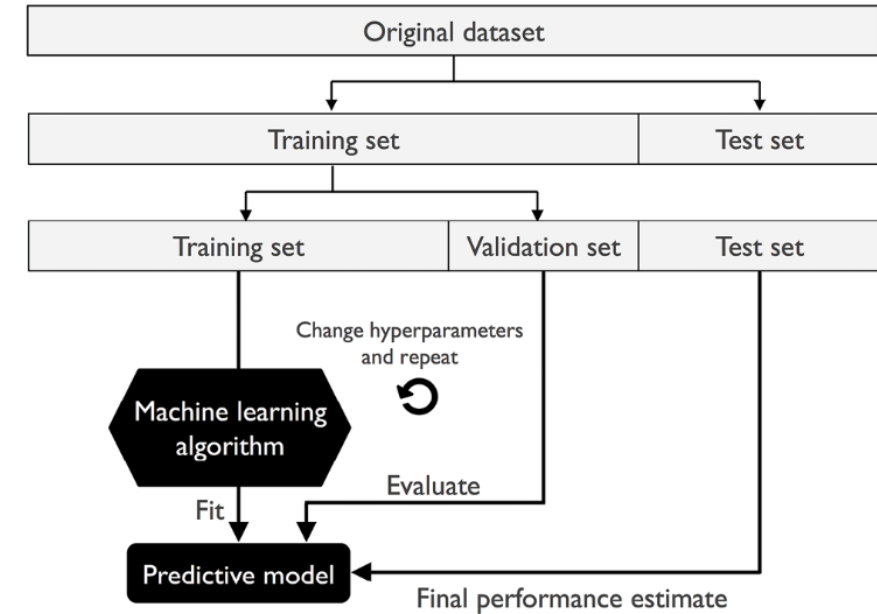 Original dataset
Training set
Test set
Training set
Validation set
Test set
Change hyperparameters
and repeat
Machine learning
algorithm
Evaluate
Fit
Predictive model
Final performance estimate